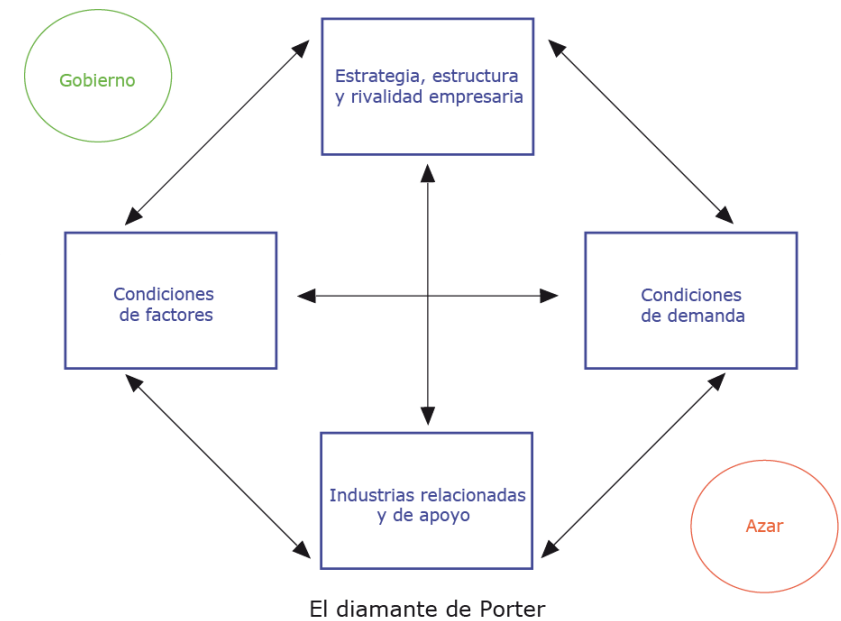 Gobierno
Estrategia, estructura
y rivalidad empresaria
Condiciones
de factores
Condiciones
de demanda
Industrias relacionadas
y de apoyo
Azar
El diamante de Porter